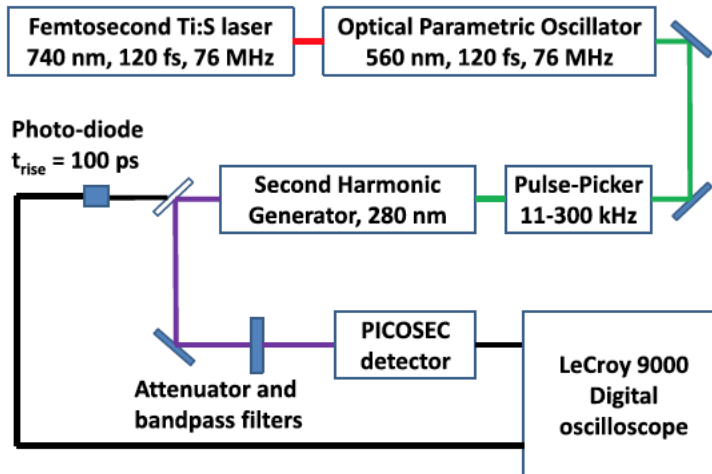 Femtosecond Ti:S laser
740 nm, 120 fs, 76 MHz
Optical Parametric Oscillator
560 nm, 120 fs, 76 MHz
Photo-diode
t_rise = 100 ps
Second Harmonic
Generator, 280 nm
Pulse-Picker
11-300 kHz
PICOSEC
detector
LeCroy 9000
Digital
oscilloscope
Attenuator and
bandpass filters